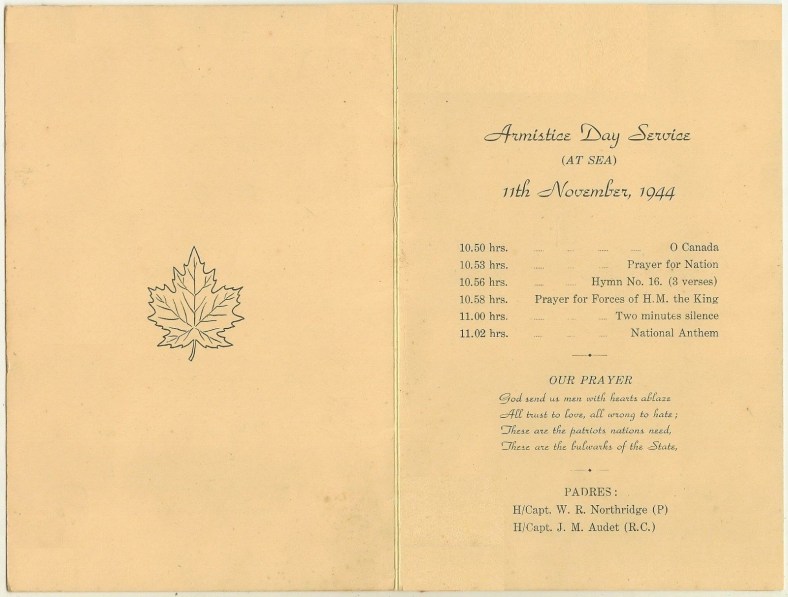 Armistice Day Service
(AT SEA)
11th November, 1944
10.50 hrs. .... .... .... .... O Canada
10.53 hrs. .... .... Prayer for Nation
10.56 hrs. .... Hymn No. 16. (3 verses)
10.58 hrs. Prayer for Forces of H.M. the King
11.00 hrs. .... .... .... Two minutes silence
11.02 hrs. .... .... .... National Anthem
OUR PRAYER
God send us men with hearts ablaze
All trust to love, all wrong to hate;
These are the patriots nations need,
These are the bulwarks of the State,
PADRES:
H/Capt. W. R. Northridge (P)
H/Capt. J. M. Audet (R.C.)